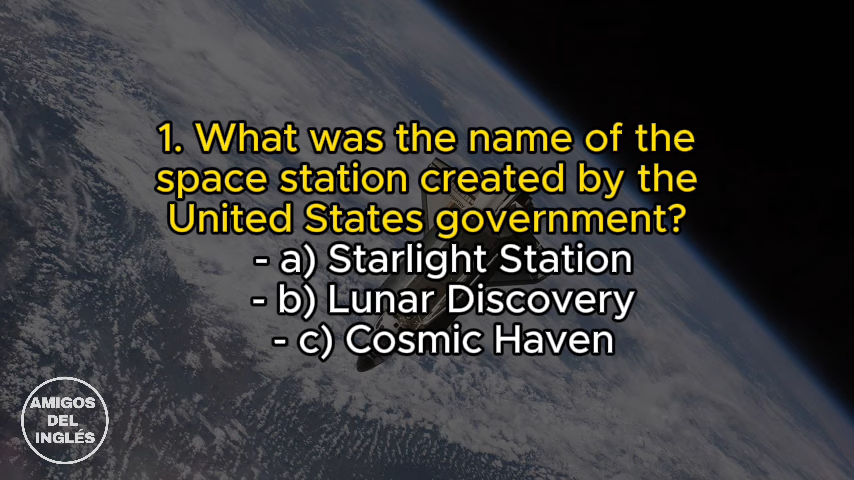 1. What was the name of the
space station created by the
United States government?
- a) Starlight Station
- b) Lunar Discovery
- c) Cosmic Haven
AMIGOS
DEL
INGLÉS